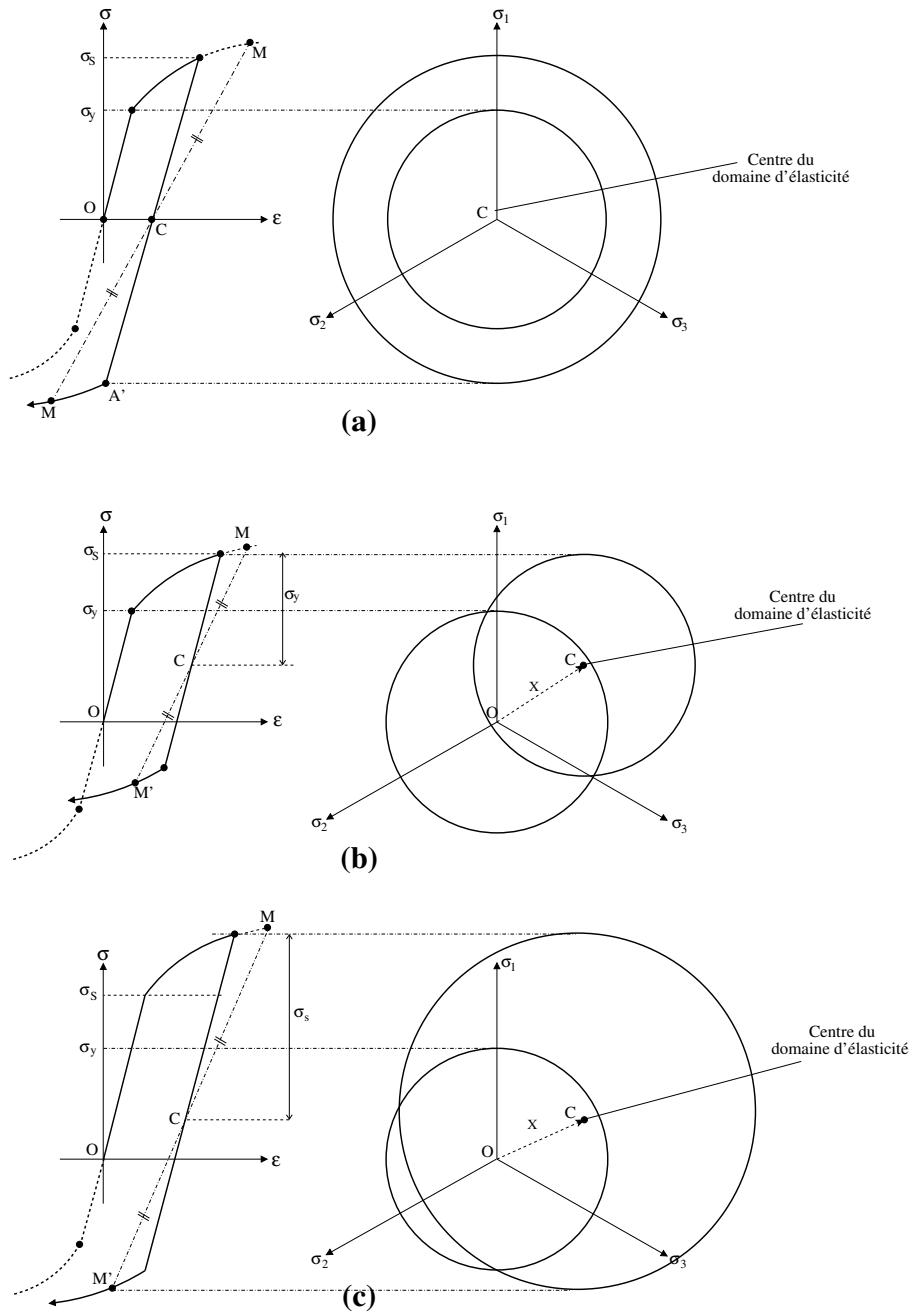 σ
σ1
σS
M
σy
Centre du
domaine d'élasticité
O
C
ε
C
σ2
σ3
M
A'
(a)
σ
σ1
M
σS
σy
σy
Centre du
domaine d'élasticité
C
C
X
O
ε
O
M'
σ2
σ3
(b)
M
σ
σ1
σS
σs
σy
Centre du
domaine d'élasticité
C
C
X
O
ε
O
σ2
σ3
M'
(c)